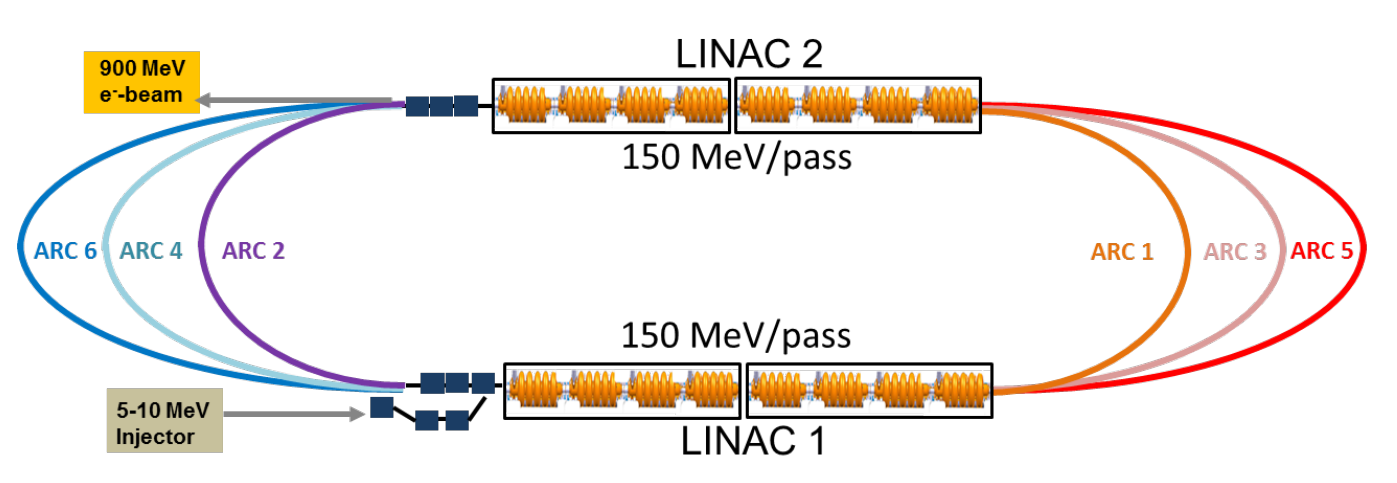 LINAC 2
900 MeV
e--beam
150 MeV/pass
ARC 6
ARC 4
ARC 2
ARC 1
ARC 3
ARC 5
150 MeV/pass
5-10 MeV
Injector
LINAC 1